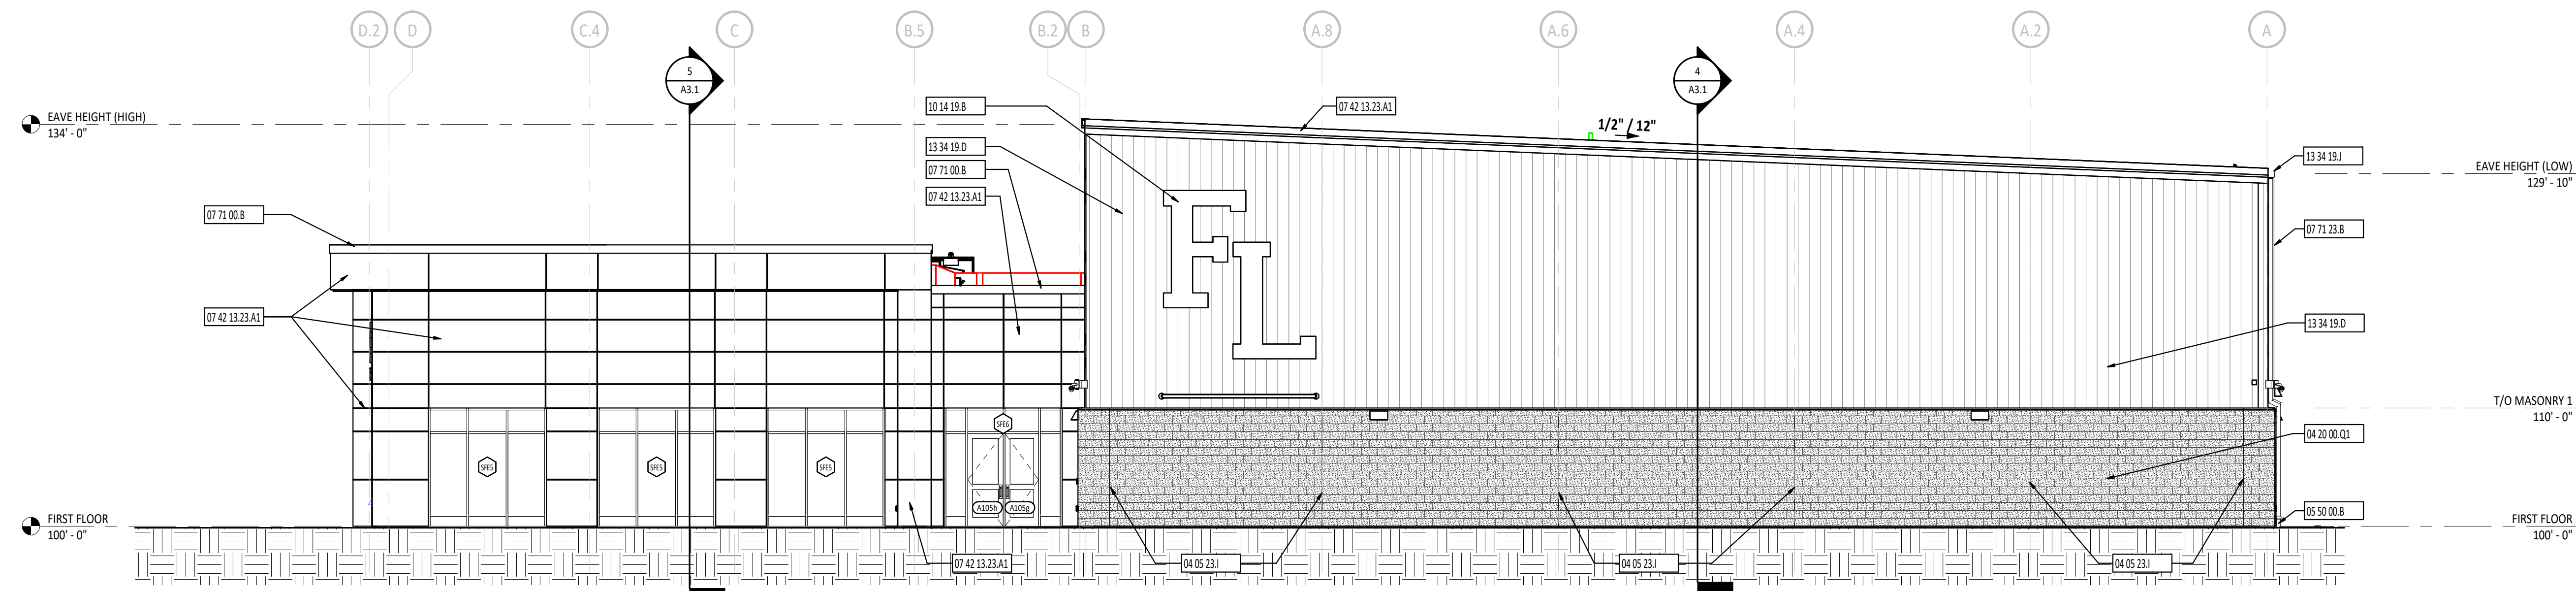 D.2
D
C.4
C
B.5
B.2
B
A.8
A.6
A.4
A.2
A
5
A3.1
4
A3.1
10 14 19.B
07 42 13.23.A1
EAVE HEIGHT (HIGH)
134' - 0"
1/2" / 12"
13 34 19.D
13 34 19.J
EAVE HEIGHT (LOW)
129' - 10"
07 71 00.B
07 42 13.23.A1
07 71 00.B
07 71 23.B
FL
07 42 13.23.A1
13 34 19.D
T/O MASONRY 1
110' - 0"
SFE6
04 20 00.Q1
SFE5
SFE5
SFE5
A105h
A105g
05 50 00.B
FIRST FLOOR
100' - 0"
FIRST FLOOR
100' - 0"
07 42 13.23.A1
04 05 23.I
04 05 23.I
04 05 23.I